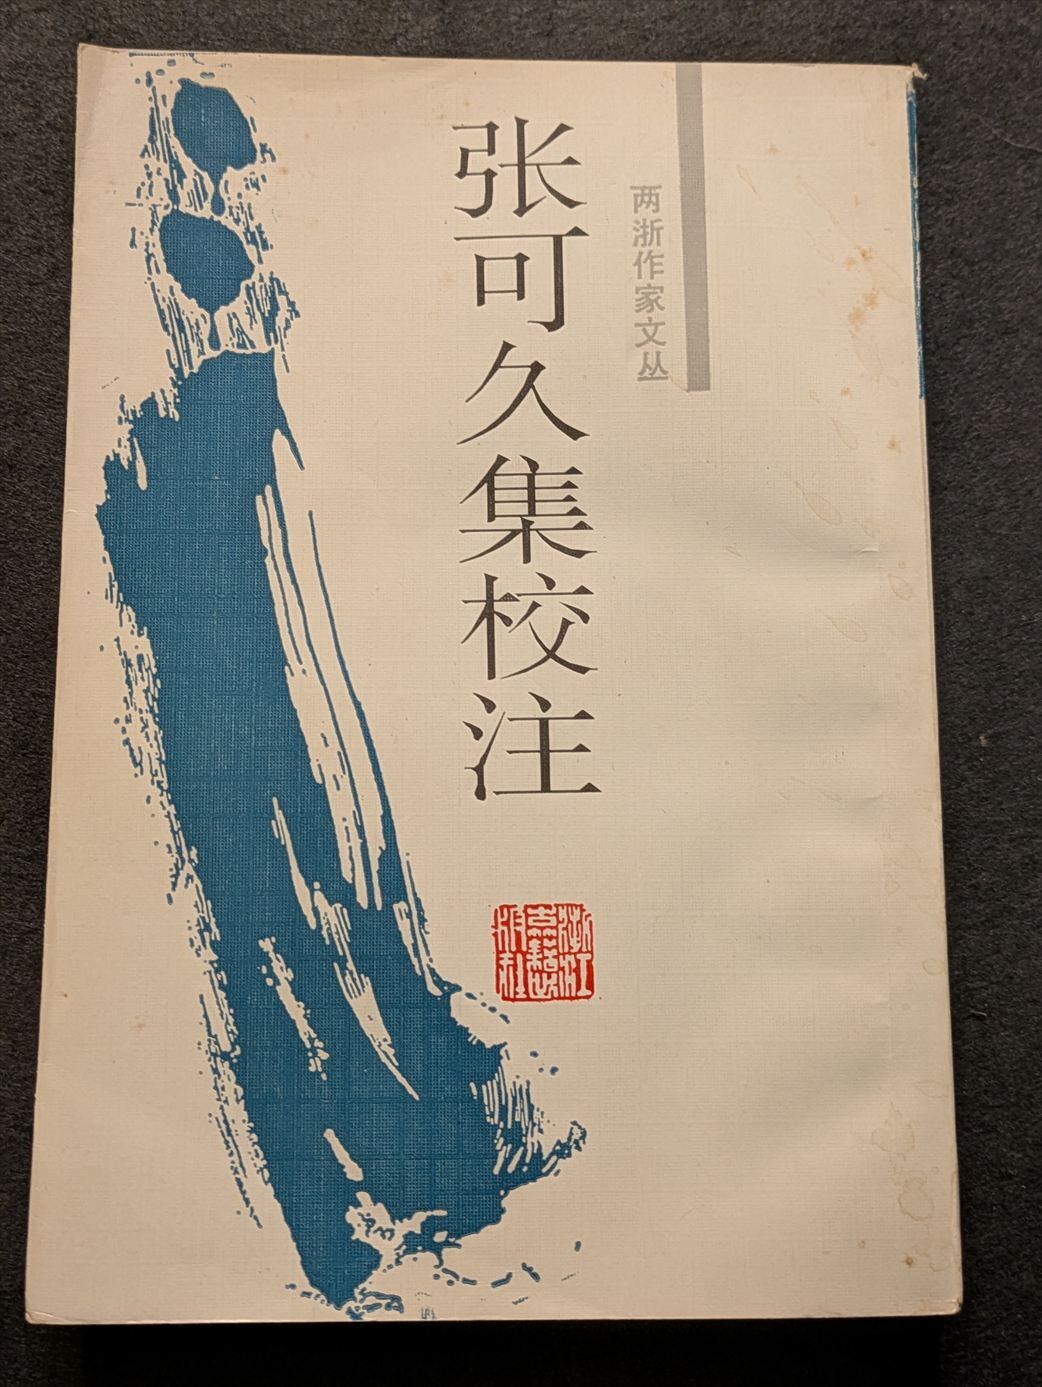 两浙作家文丛
张可久集校注
浙江
古籍
出版社